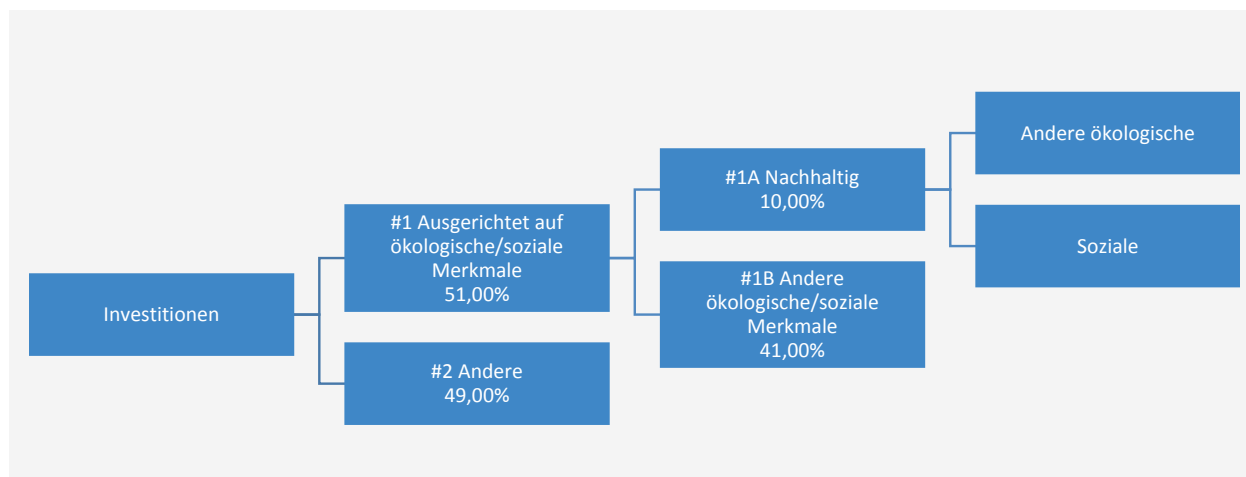 Investitionen
#1 Ausgerichtet auf
ökologische/soziale
Merkmale
51,00%
#2 Andere
49,00%
#1A Nachhaltig
10,00%
#1B Andere
ökologische/soziale
Merkmale
41,00%
Andere ökologische
Soziale